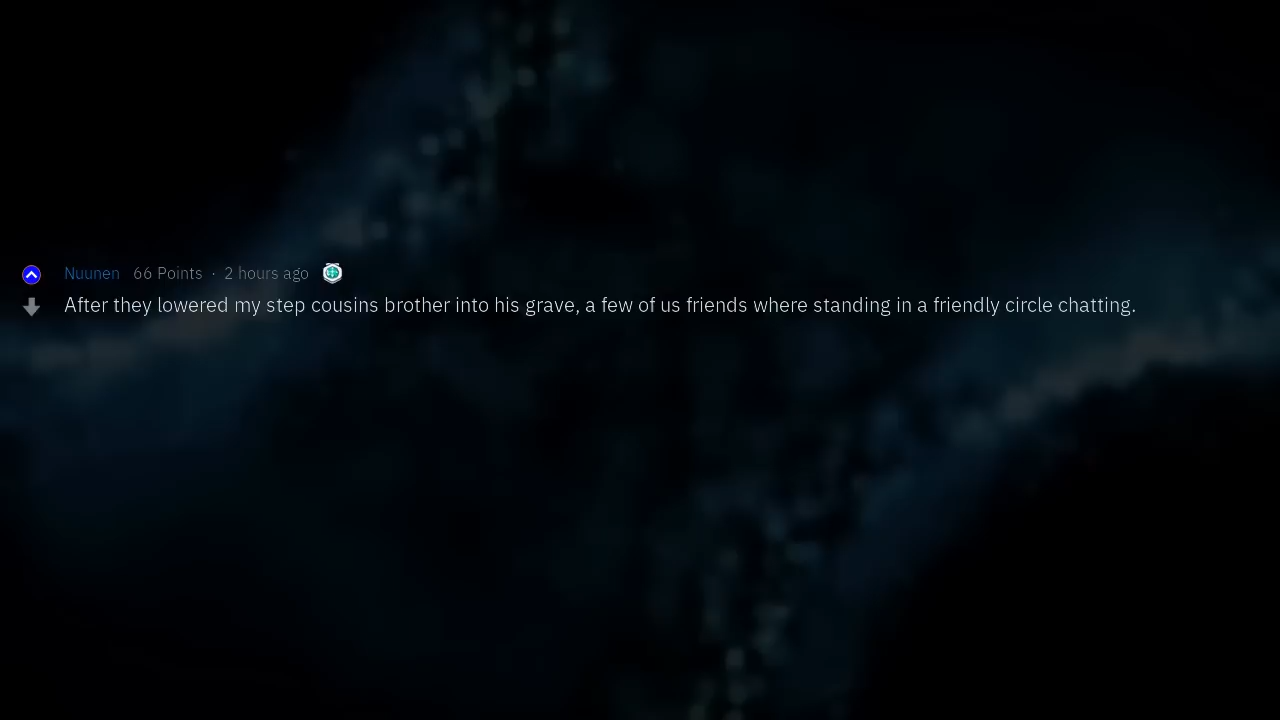 Nuunen 66 Points · 2 hours ago
After they lowered my step cousins brother into his grave, a few of us friends where standing in a friendly circle chatting.